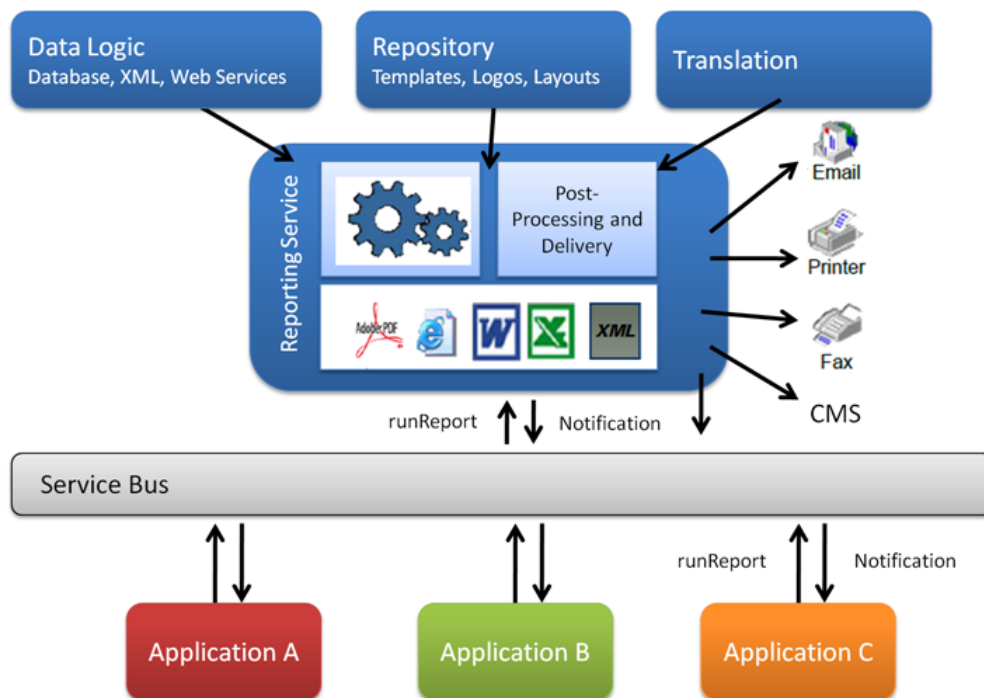 Data Logic
Database, XML, Web Services
Repository
Templates, Logos, Layouts
Translation
Reporting Service
Post-
Processing and
Delivery
Adobe PDF
W
X
XML
Email
Printer
Fax
CMS
runReport
Notification
Service Bus
runReport
Notification
Application A
Application B
Application C